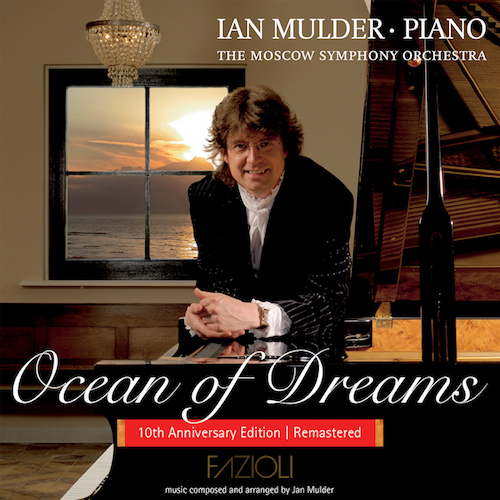 IAN MULDER · PIANO
THE MOSCOW SYMPHONY ORCHESTRA
Ocean of Dreams
10th Anniversary Edition | Remastered
FAZIOLI
music composed and arranged by Jan Mulder